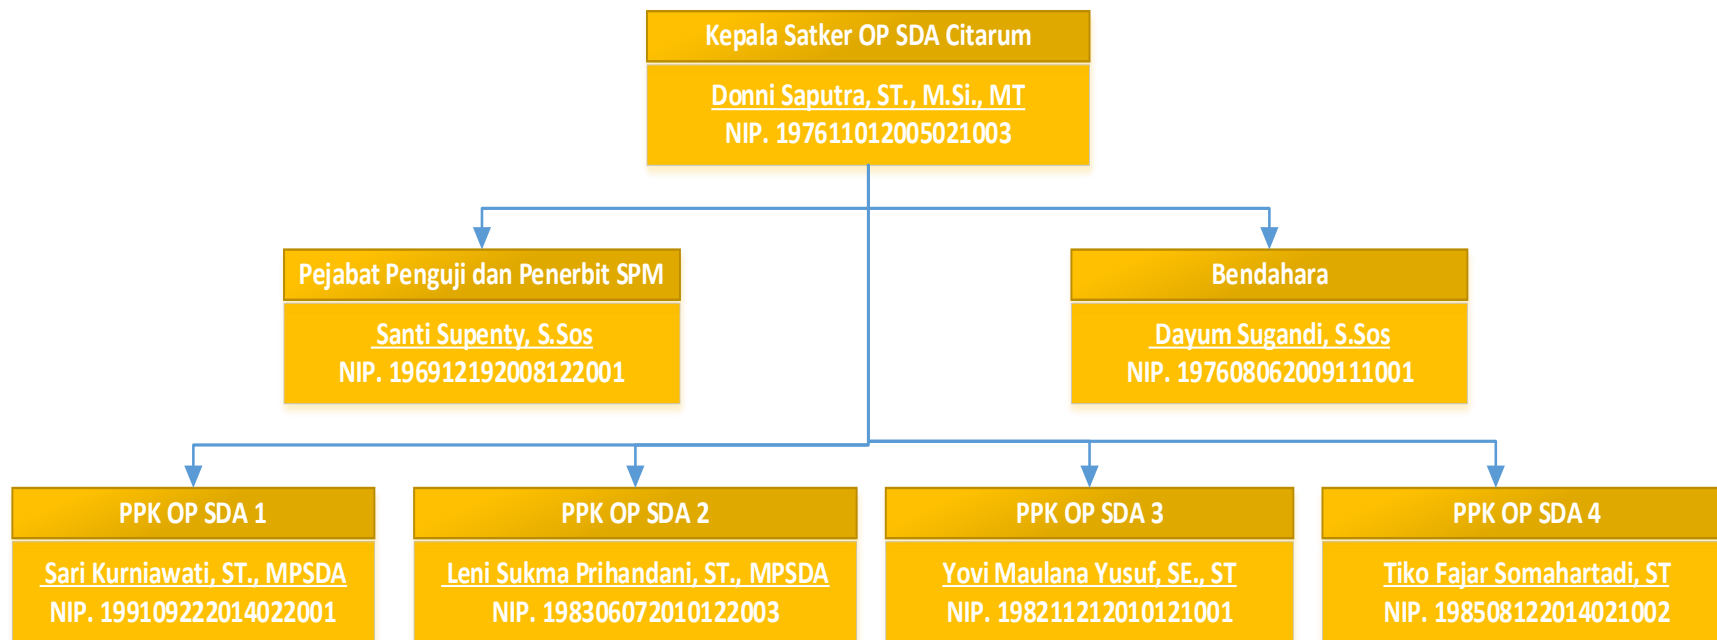 Kepala Satker OP SDA Citarum
Donni Saputra, ST., M.Si., MT
NIP. 197611012005021003
Pejabat Penguji dan Penerbit SPM
Santi Supenty, S.Sos
NIP. 196912192008122001
Bendahara
Dayum Sugandi, S.Sos
NIP. 197608062009111001
PPK OP SDA 1
Sari Kurniawati, ST., MPSDA
NIP. 199109222014022001
PPK OP SDA 2
Leni Sukma Prihandani, ST., MPSDA
NIP. 198306072010122003
PPK OP SDA 3
Yovi Maulana Yusuf, SE., ST
NIP. 198211212010121001
PPK OP SDA 4
Tiko Fajar Somahartadi, ST
NIP. 198508122014021002